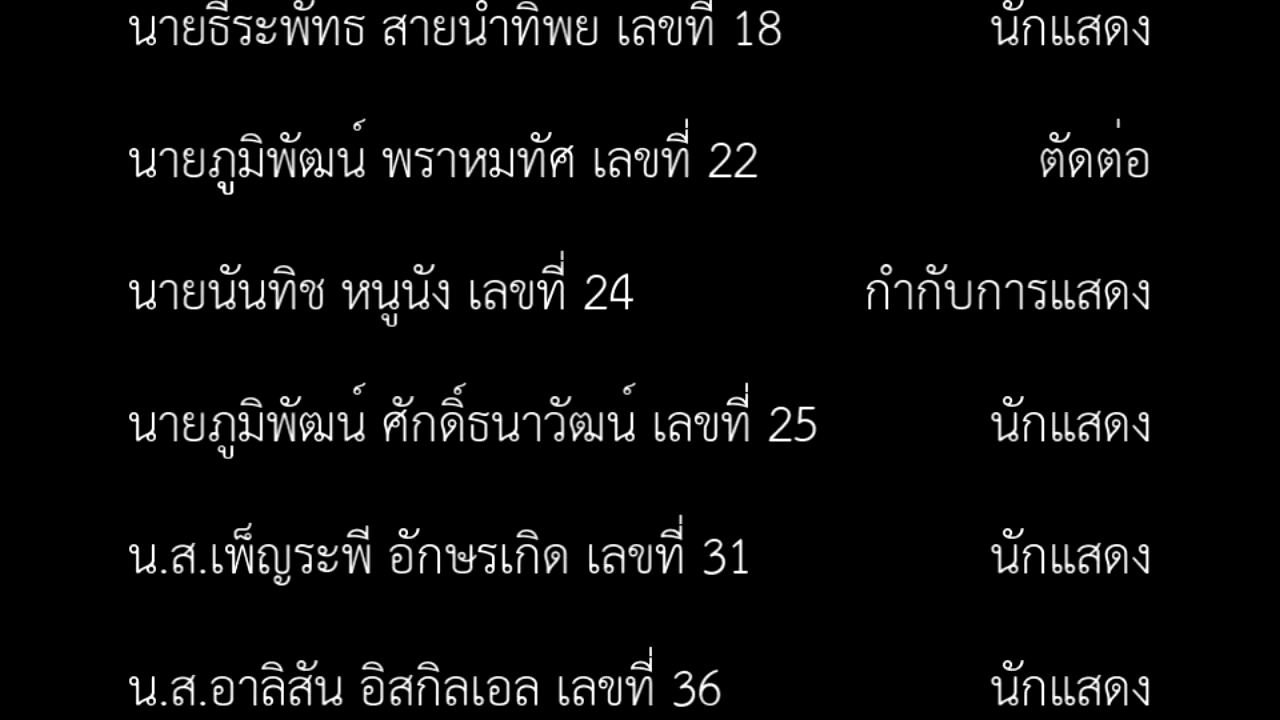 นายธีระพัทธ สายน้ำทิพย เลขที่ 18 นักแสดง
นายภูมิพัฒน์ พราหมทัศ เลขที่ 22 ตัดต่อ
นายนันทิช หนูนัง เลขที่ 24 กำกับการแสดง
นายภูมิพัฒน์ ศักดิ์ธนาวัฒน์ เลขที่ 25 นักแสดง
น.ส.เพ็ญระพี อักษรเกิด เลขที่ 31 นักแสดง
น.ส.อาลิสัน อิสกิลเอล เลขที่ 36 นักแสดง